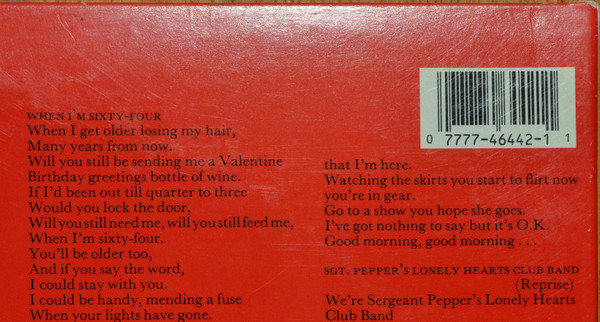 WHEN I'M SIXTY-FOUR
When I get older losing my hair,
Many years from now.
Will you still be sending me a Valentine
Birthday greetings bottle of wine.
If I'd been out till quarter to three
Would you lock the door,
Will you still need me, will you still feed me,
When I'm sixty-four.
You'll be older too,
And if you say the word,
I could stay with you.
I could be handy, mending a fuse
When your lights have gone.
0 7777-46442-1 1
that I'm here.
Watching the skirts you start to flirt now
you're in gear.
Go to a show you hope she goes.
I've got nothing to say but it's O.K.
Good morning, good morning . . .
SGT. PEPPER'S LONELY HEARTS CLUB BAND
(Reprise)
We're Sergeant Pepper's Lonely Hearts
Club Band